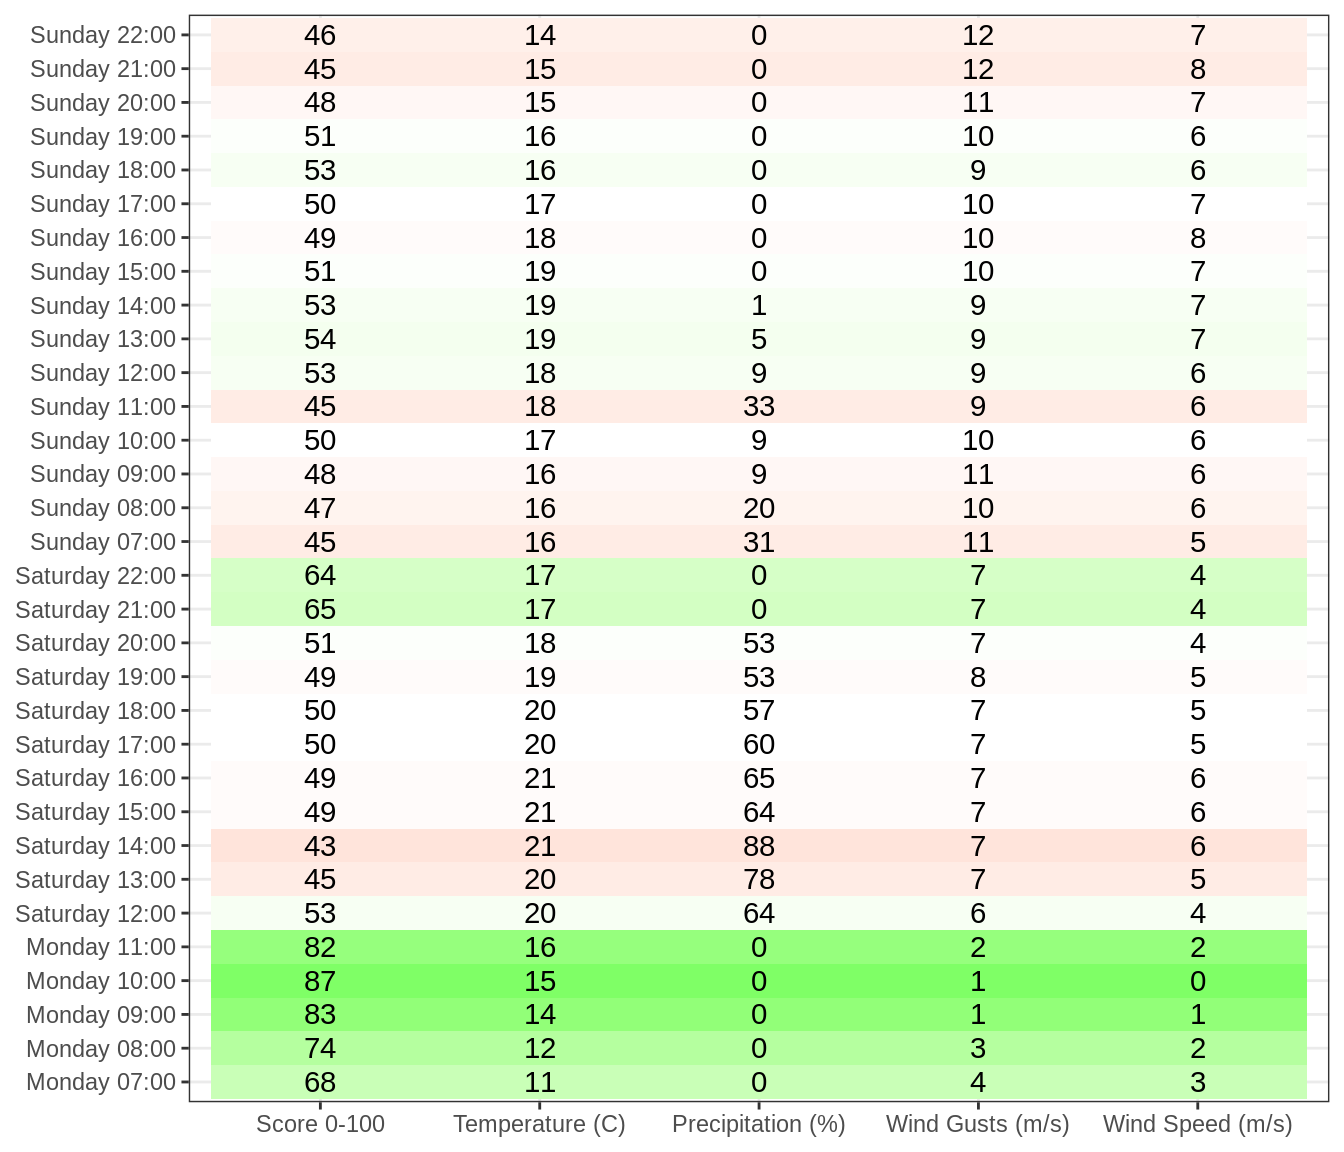 Sunday 22:00 46 14 0 12 7
Sunday 21:00 45 15 0 12 8
Sunday 20:00 48 15 0 11 7
Sunday 19:00 51 16 0 10 6
Sunday 18:00 53 16 0 9 6
Sunday 17:00 50 17 0 10 7
Sunday 16:00 49 18 0 10 8
Sunday 15:00 51 19 0 10 7
Sunday 14:00 53 19 1 9 7
Sunday 13:00 54 19 5 9 7
Sunday 12:00 53 18 9 9 6
Sunday 11:00 45 18 33 9 6
Sunday 10:00 50 17 9 10 6
Sunday 09:00 48 16 9 11 6
Sunday 08:00 47 16 20 10 6
Sunday 07:00 45 16 31 11 5
Saturday 22:00 64 17 0 7 4
Saturday 21:00 65 17 0 7 4
Saturday 20:00 51 18 53 7 4
Saturday 19:00 49 19 53 8 5
Saturday 18:00 50 20 57 7 5
Saturday 17:00 50 20 60 7 5
Saturday 16:00 49 21 65 7 6
Saturday 15:00 49 21 64 7 6
Saturday 14:00 43 21 88 7 6
Saturday 13:00 45 20 78 7 5
Saturday 12:00 53 20 64 6 4
Monday 11:00 82 16 0 2 2
Monday 10:00 87 15 0 1 0
Monday 09:00 83 14 0 1 1
Monday 08:00 74 12 0 3 2
Monday 07:00 68 11 0 4 3
Score 0-100 Temperature (C) Precipitation (%) Wind Gusts (m/s) Wind Speed (m/s)